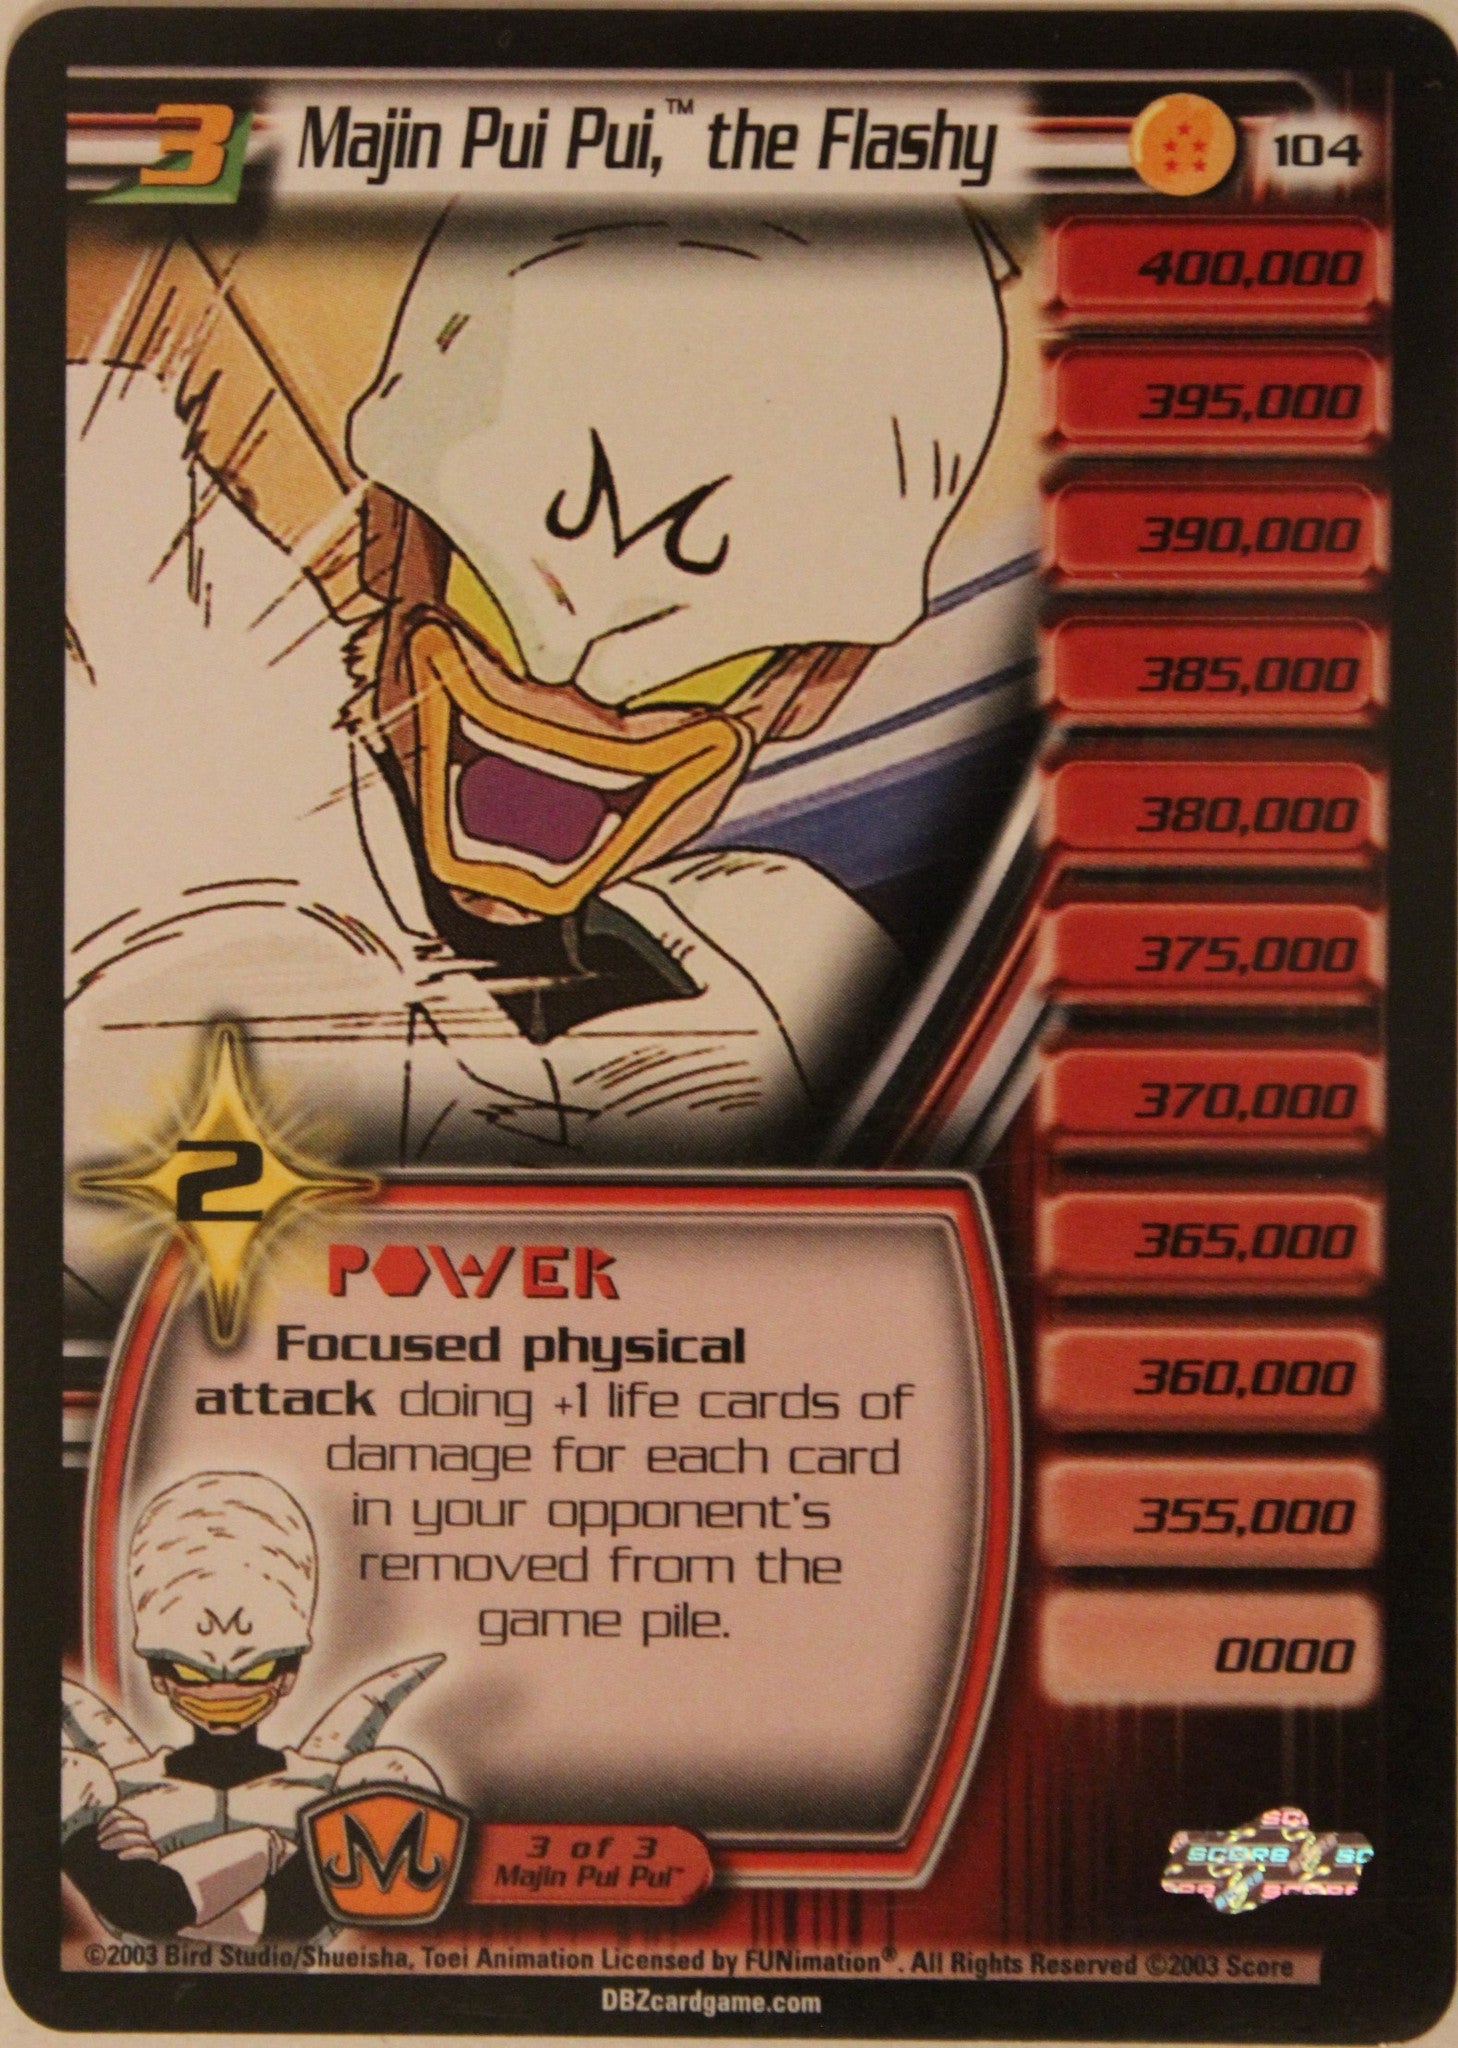 3 Majin Pui Pui,™ the Flashy 104
400,000
395,000
390,000
385,000
380,000
375,000
370,000
365,000
360,000
355,000
0000
2
POWER
Focused physical
attack doing +1 life cards of
damage for each card
in your opponent's
removed from the
game pile.
3 of 3
Majin Pui Pui™
SCORE
©2003 Bird Studio/Shueisha, Toei Animation Licensed by FUNimation®. All Rights Reserved ©2003 Score
DBZcardgame.com